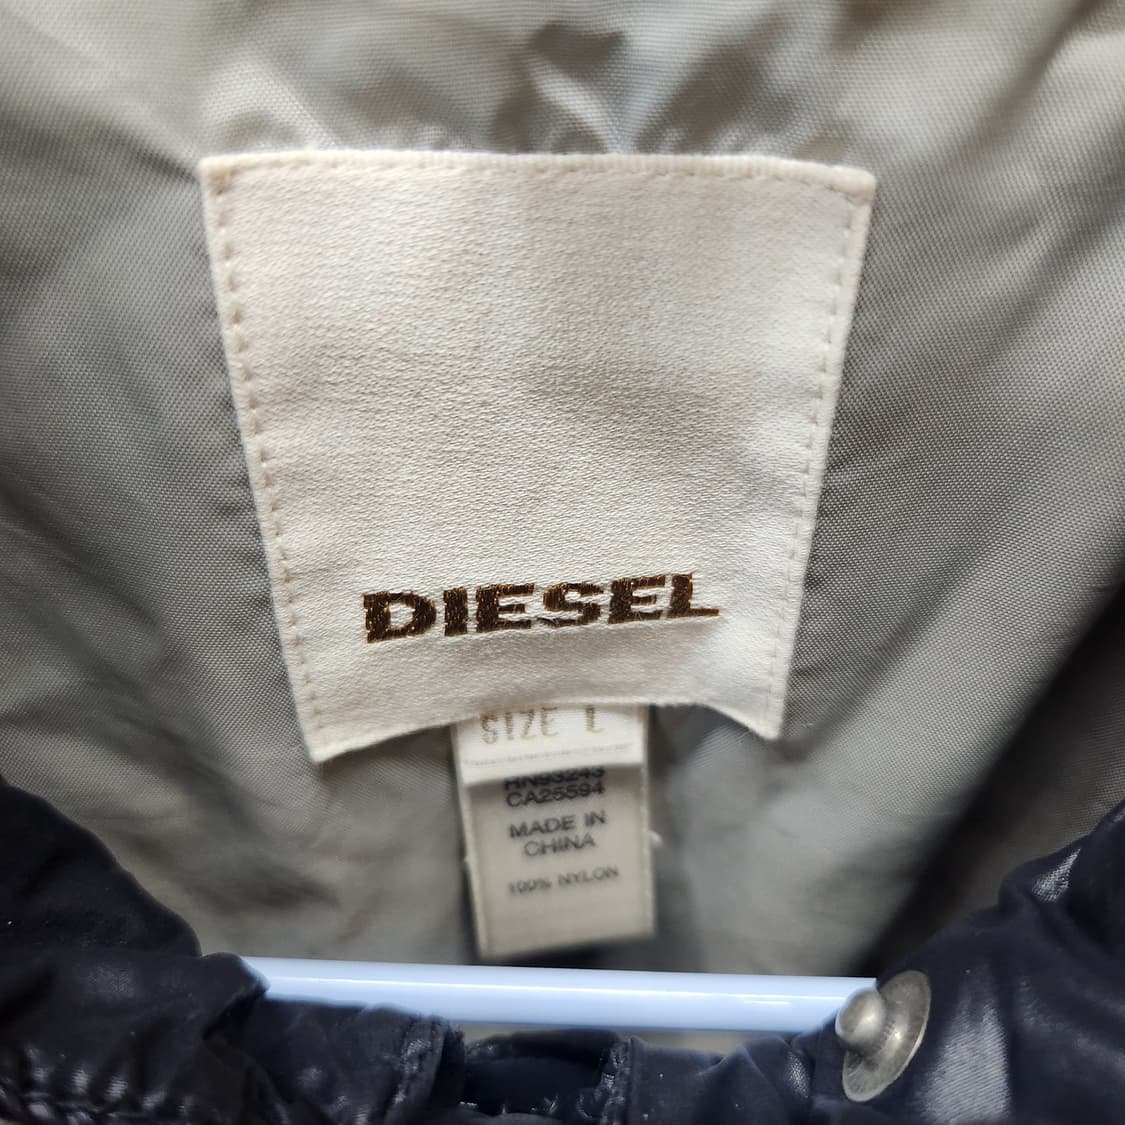 DIESEL
SIZE L
RN93243
CA25594
MADE IN
CHINA
100% NYLON